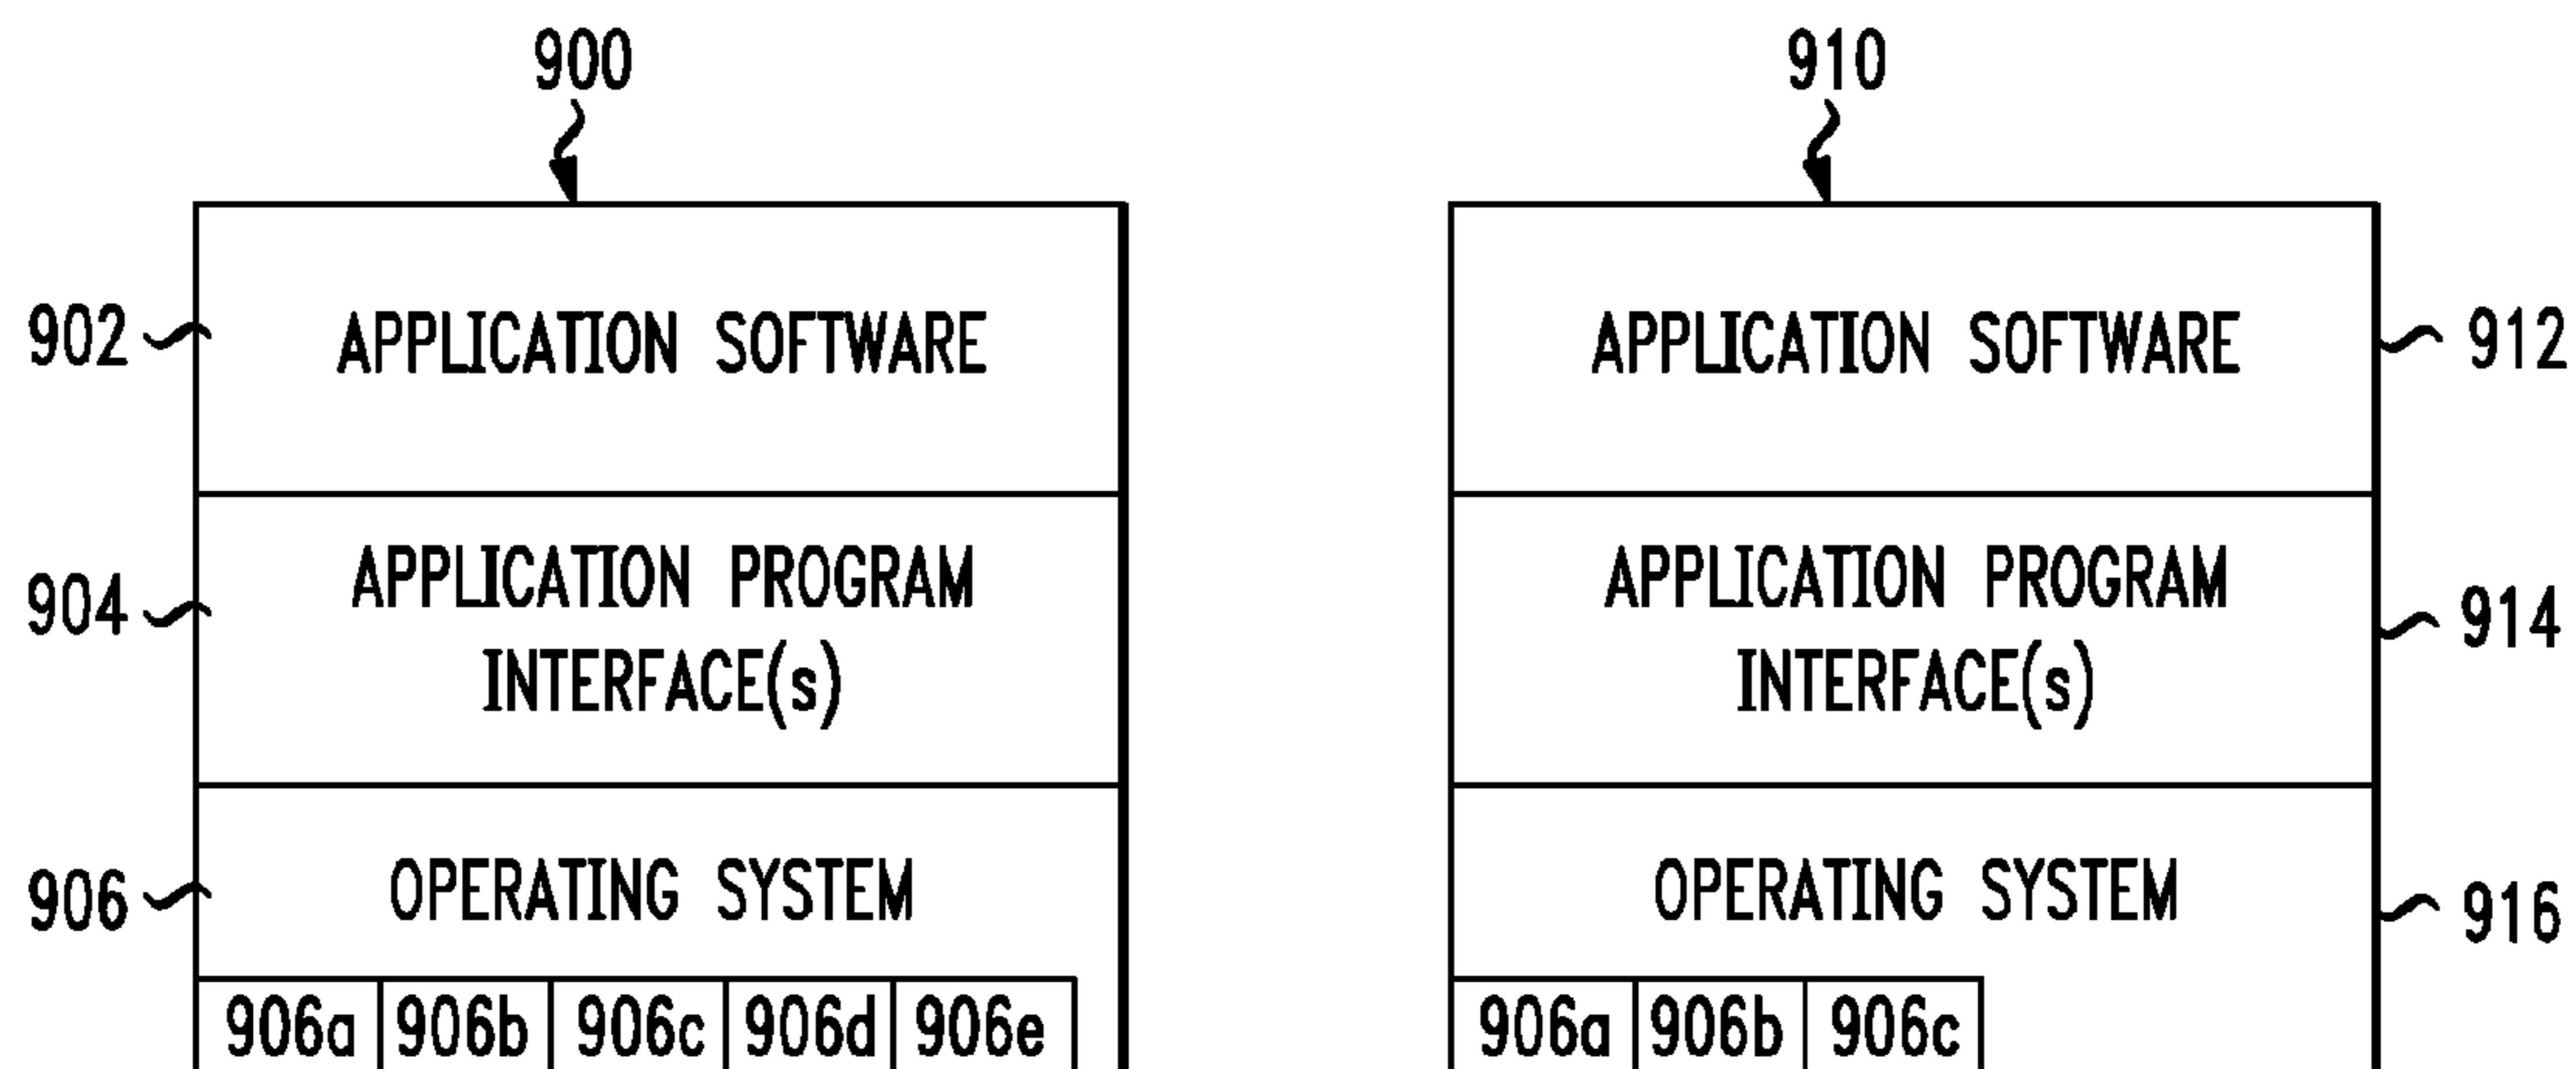 900
910
902
APPLICATION SOFTWARE
APPLICATION SOFTWARE
912
904
APPLICATION PROGRAM
INTERFACE(s)
APPLICATION PROGRAM
INTERFACE(s)
914
906
OPERATING SYSTEM
OPERATING SYSTEM
916
906a 906b 906c 906d 906e
906a 906b 906c